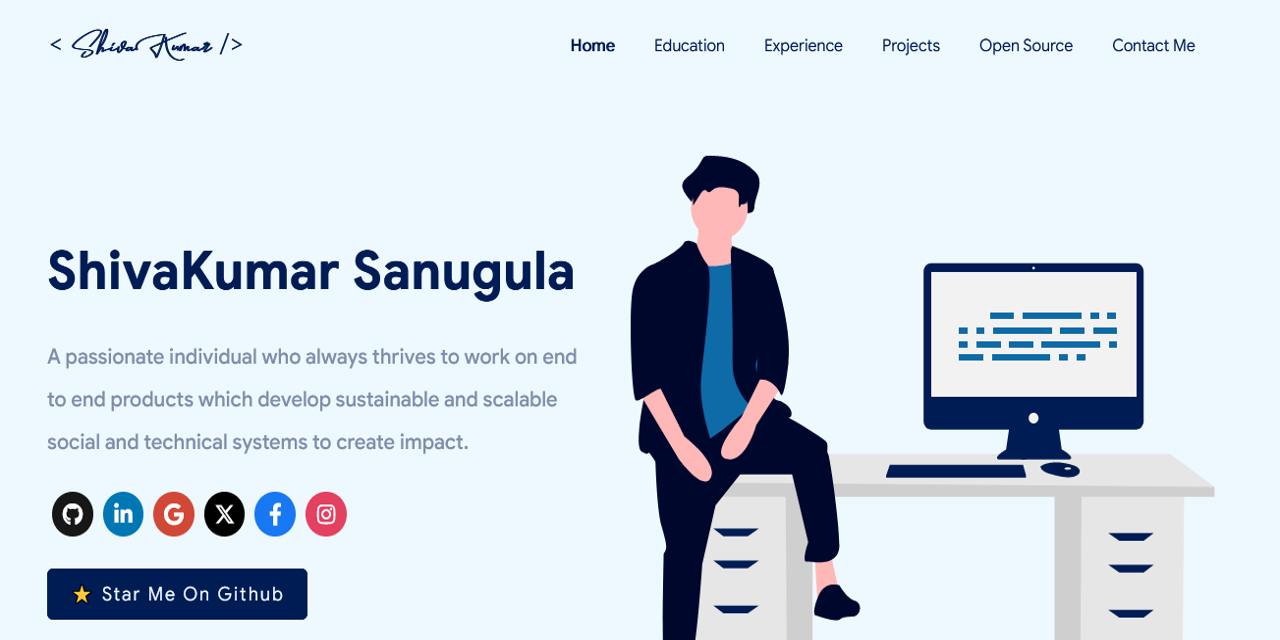 < Shiva Kumar />
Home Education Experience Projects Open Source Contact Me
ShivaKumar Sanugula
A passionate individual who always thrives to work on end
to end products which develop sustainable and scalable
social and technical systems to create impact.
Star Me On Github